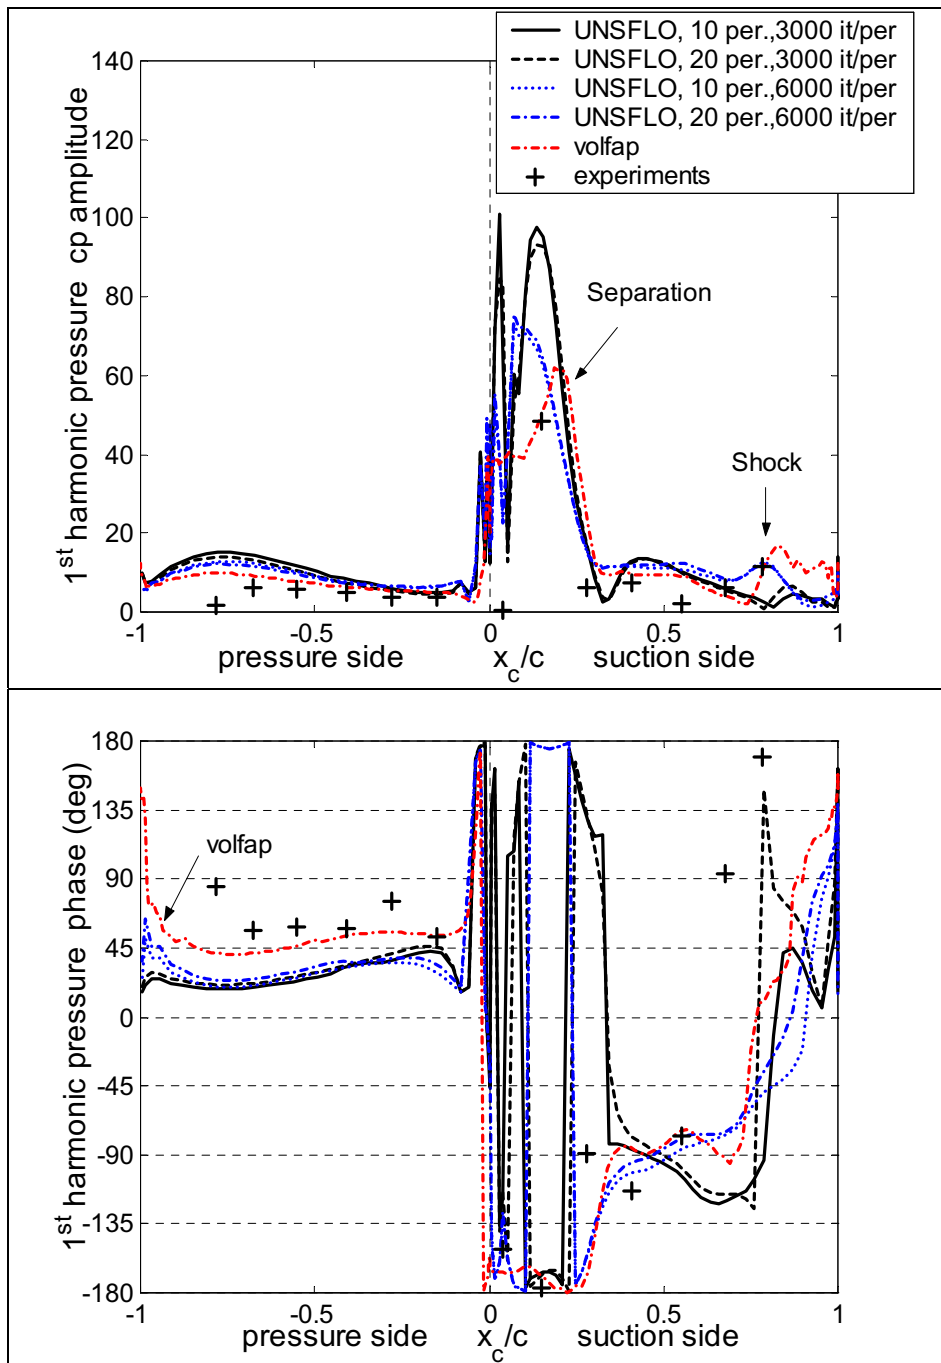 UNSFLO, 10 per.,3000 it/per
UNSFLO, 20 per.,3000 it/per
UNSFLO, 10 per.,6000 it/per
UNSFLO, 20 per.,6000 it/per
volfap
experiments
1st harmonic pressure cp amplitude
140
120
100
80
60
40
20
0
Separation
Shock
-1 -0.5 0 0.5 1
pressure side xc/c suction side
1st harmonic pressure phase (deg)
180
135
90
45
0
-45
-90
-135
-180
volfap
-1 -0.5 0 0.5 1
pressure side xc/c suction side